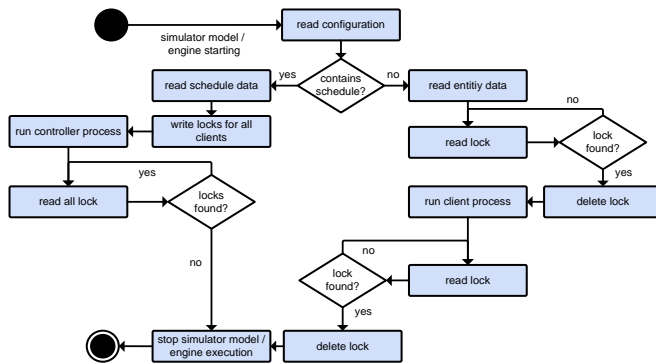 read configuration
simulator model /
engine starting
yes
contains
schedule?
no
read schedule data
read entitiy data
no
write locks for all
clients
run controller process
read lock
lock
found?
yes
yes
read all lock
locks
found?
run client process
delete lock
no
no
lock
found?
read lock
yes
stop simulator model /
engine execution
delete lock